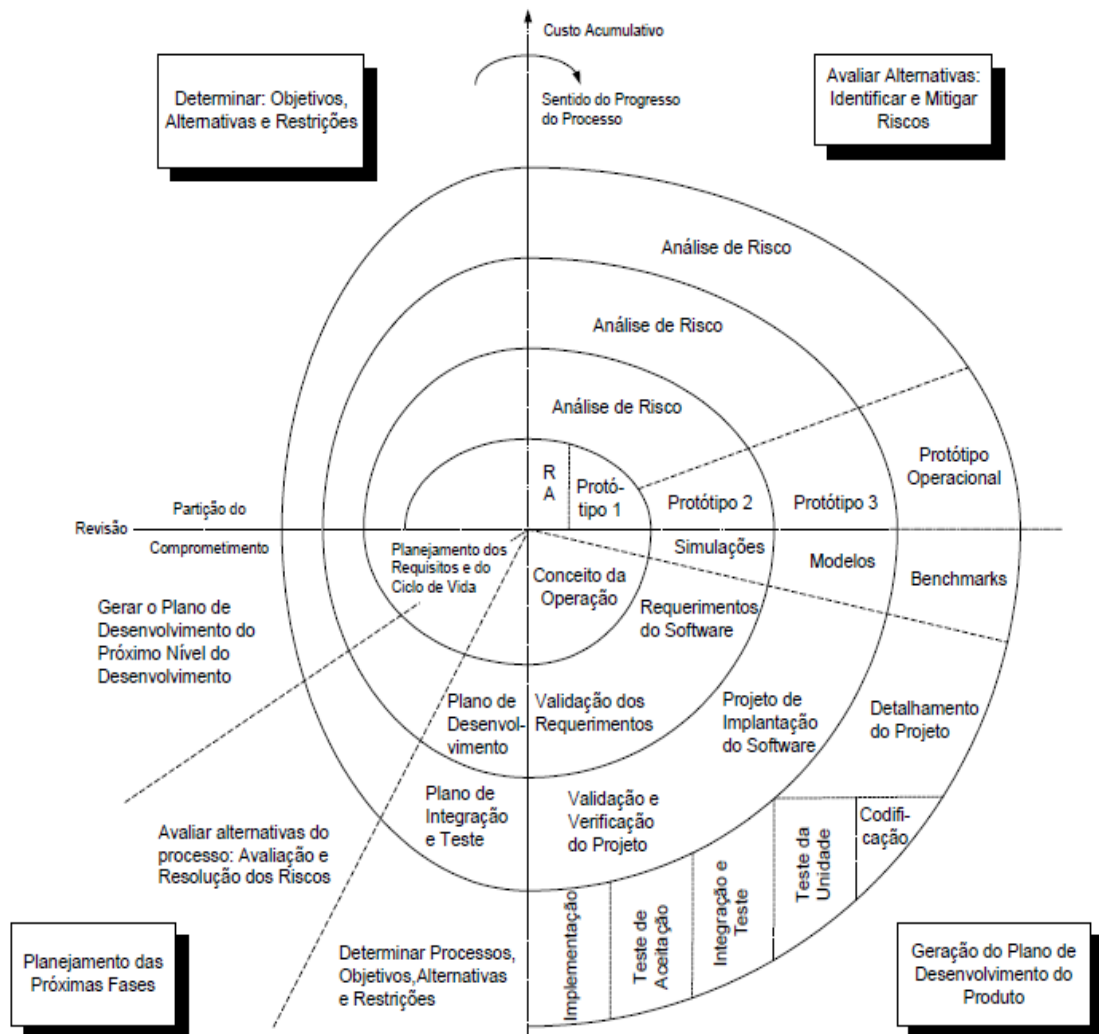 Custo Acumulativo
Determinar: Objetivos,
Alternativas e Restrições
Sentido do Progresso
do Processo
Avaliar Alternativas:
Identificar e Mitigar
Riscos
Análise de Risco
Análise de Risco
Análise de Risco
R
A
Protó-
tipo 1
Protótipo 2
Protótipo 3
Protótipo
Operacional
Revisão
Partição do
Comprometimento
Simulações
Modelos
Benchmarks
Planejamento dos
Requisitos e do
Ciclo de Vida
Conceito da
Operação
Requerimentos
do Software
Gerar o Plano de
Desenvolvimento do
Próximo Nível do
Desenvolvimento
Plano de
Desenvol-
vimento
Validação dos
Requerimentos
Projeto de
Implantação
do Software
Detalhamento
do Projeto
Plano de
Integração
e Teste
Validação e
Verificação
do Projeto
Codifi-
cação
Teste da
Unidade
Integração e
Teste
Teste de
Aceitação
Implementação
Avaliar alternativas do
processo: Avaliação e
Resolução dos Riscos
Determinar Processos,
Objetivos,Alternativas
e Restrições
Planejamento das
Próximas Fases
Geração do Plano de
Desenvolvimento do
Produto